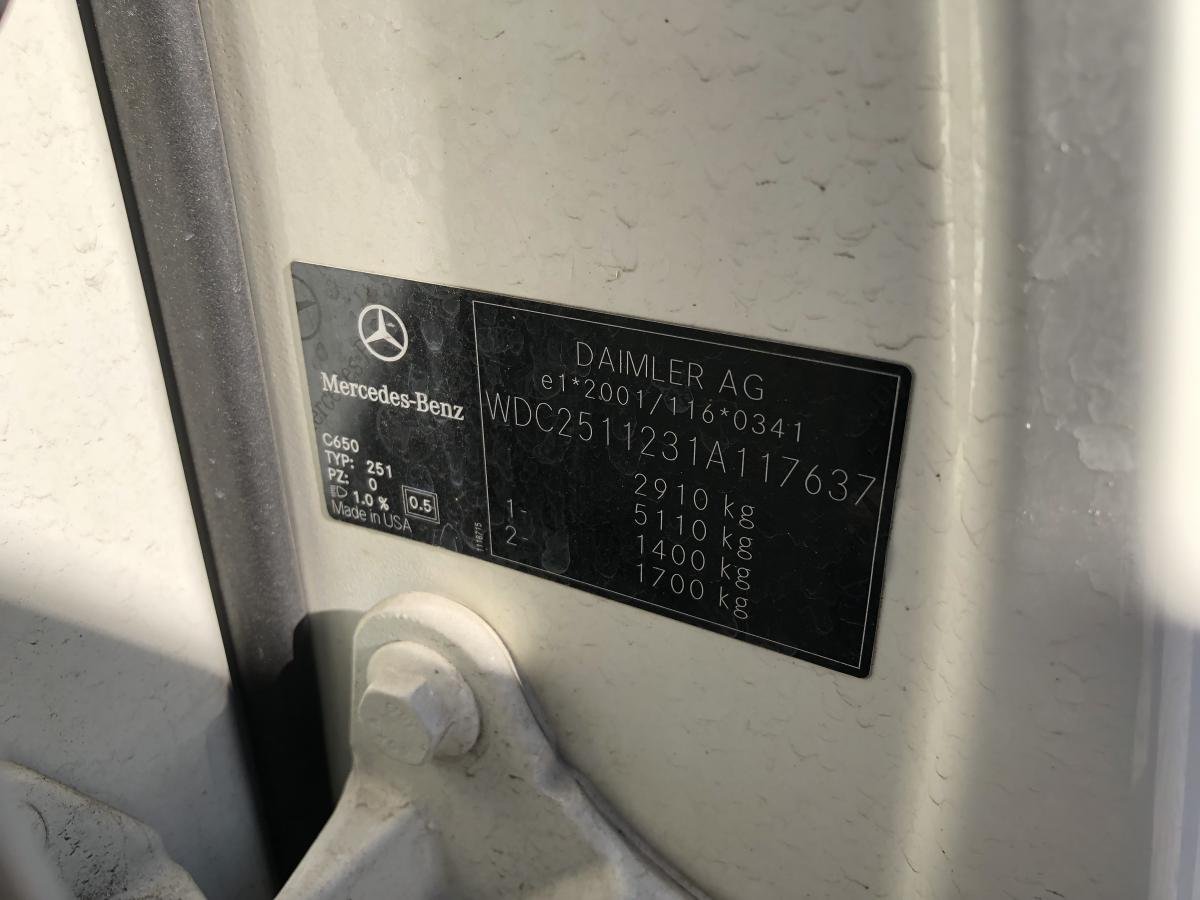 Mercedes-Benz
C650
TYP: 251
PZ: 0
1.0 % 0.5
Made in USA
1118715
DAIMLER AG
e1*2001/116*0341
WDC2511231A117637
2910 kg
5110 kg
1- 1400 kg
2- 1700 kg